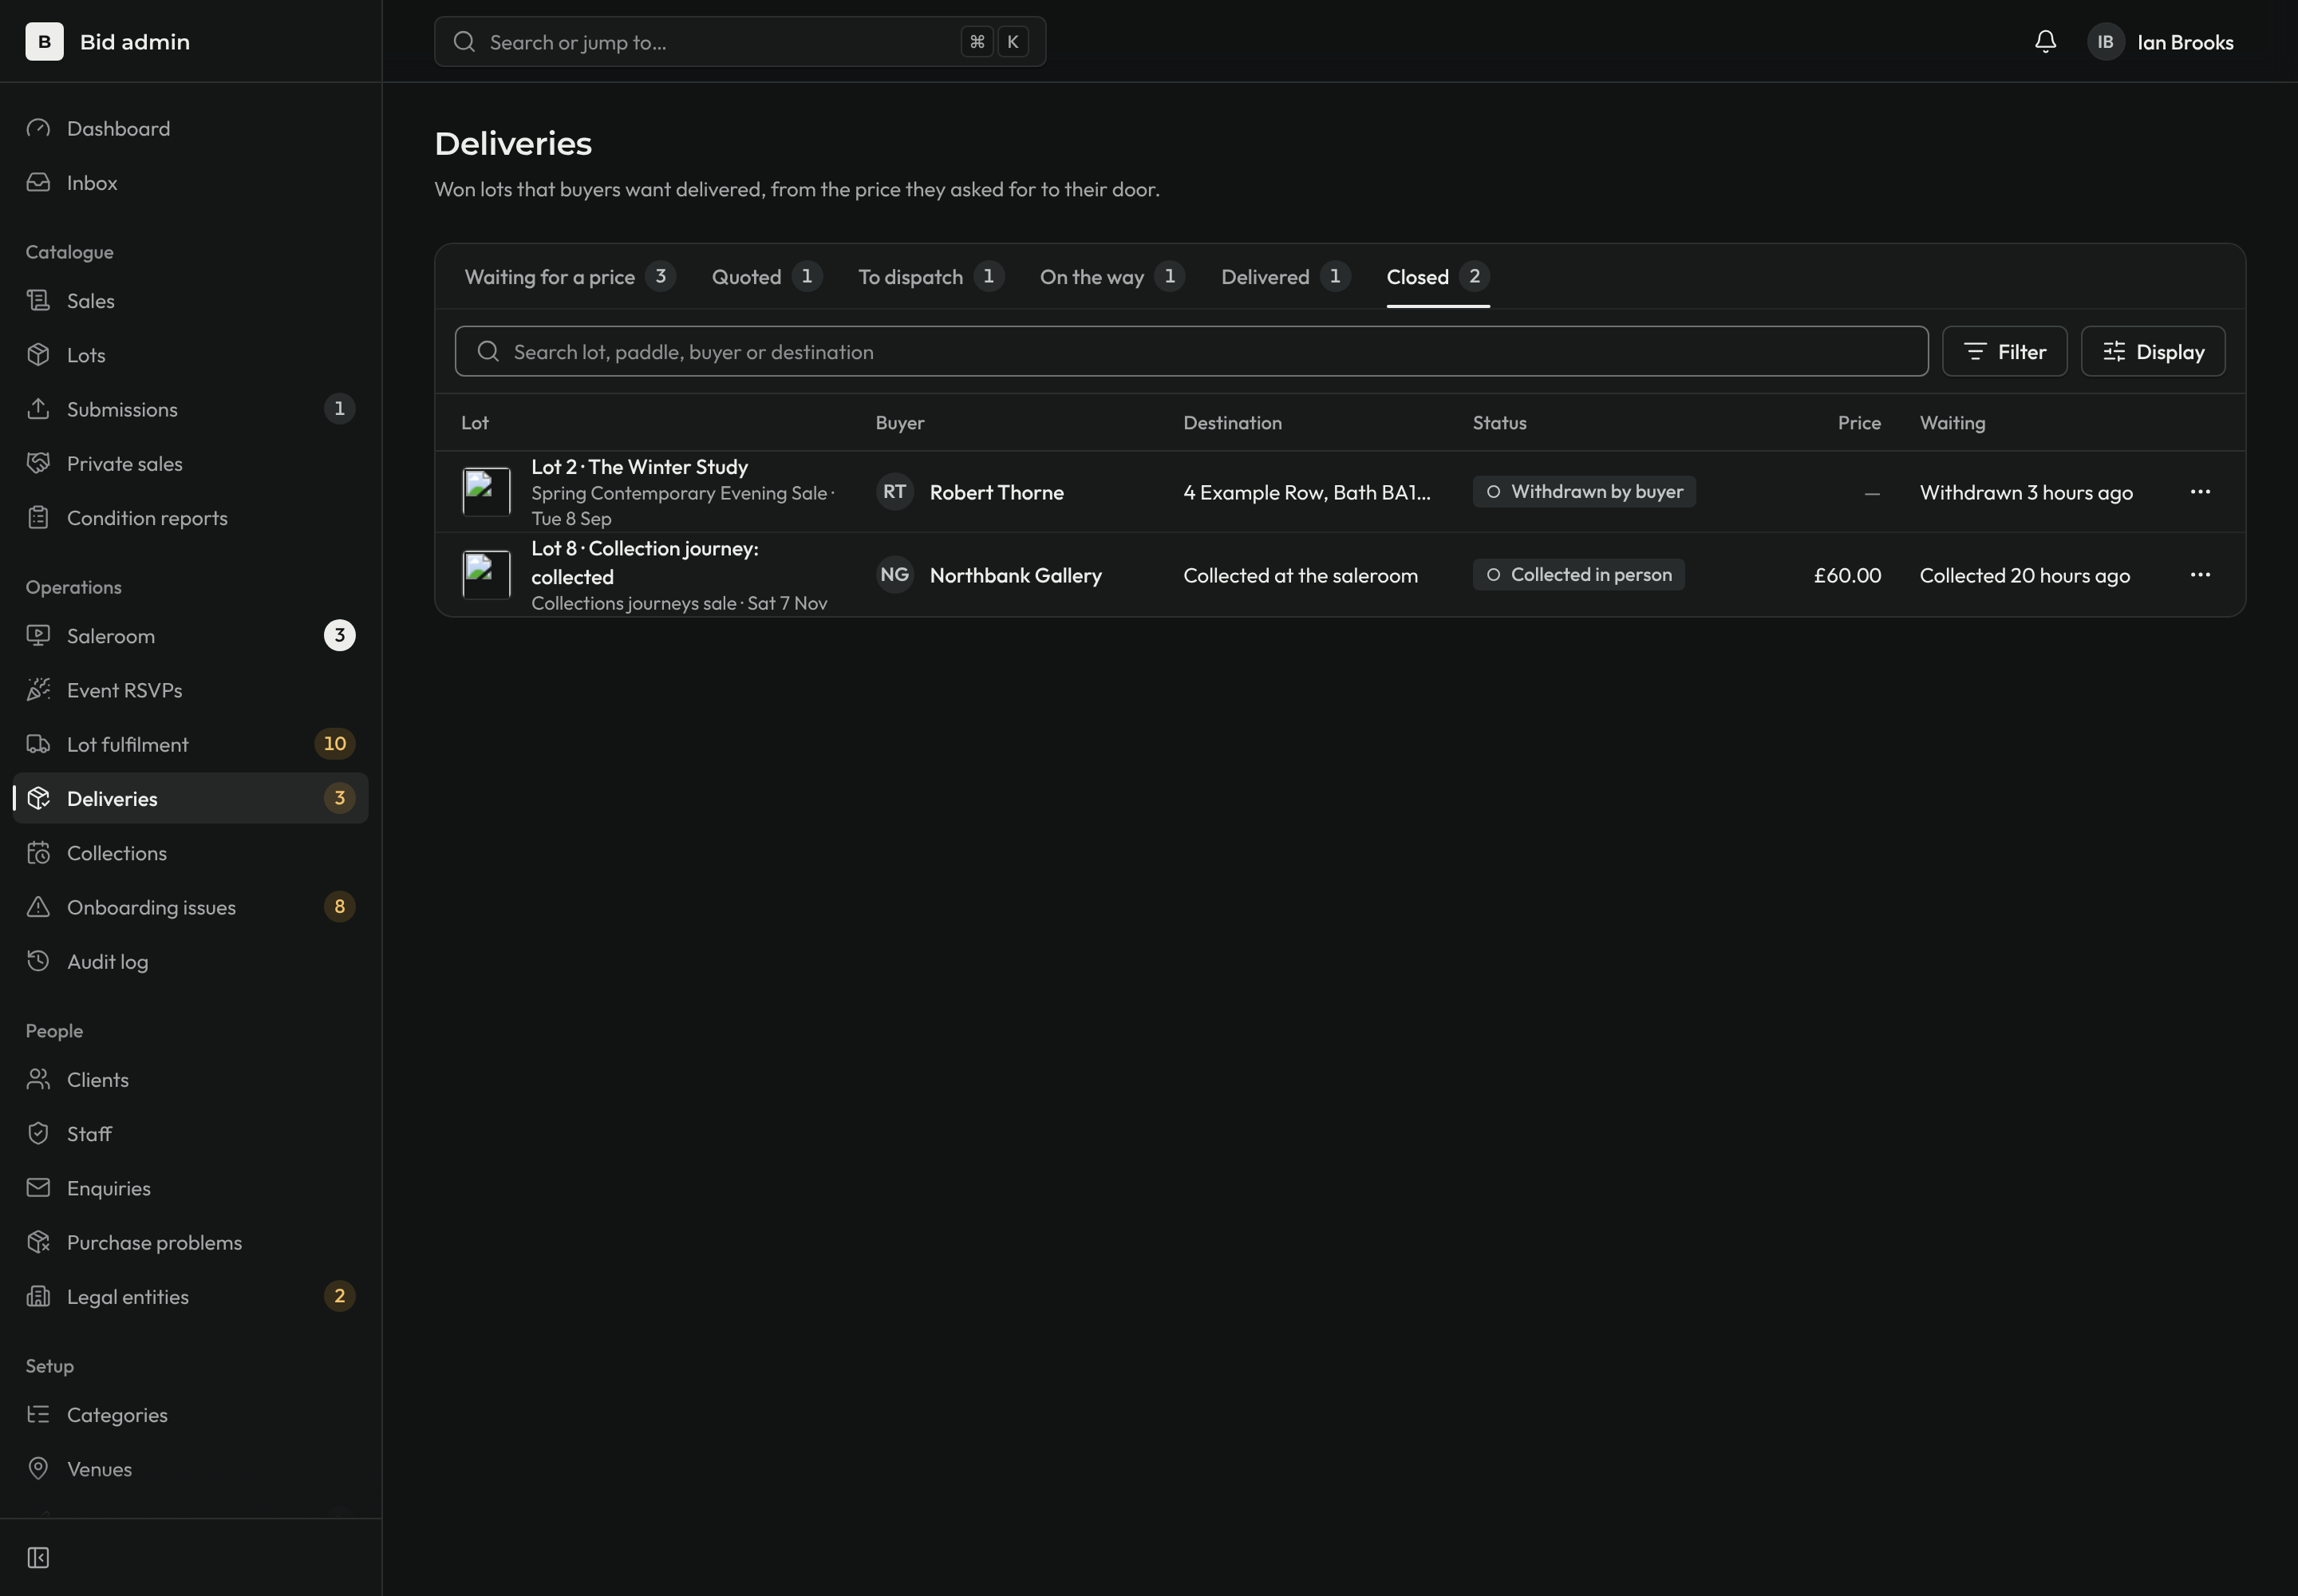 B Bid admin
Search or jump to... ⌘ K
IB Ian Brooks
Dashboard
Inbox
Catalogue
Sales
Lots
Submissions 1
Private sales
Condition reports
Operations
Saleroom 3
Event RSVPs
Lot fulfilment 10
Deliveries 3
Collections
Onboarding issues 8
Audit log
People
Clients
Staff
Enquiries
Purchase problems
Legal entities 2
Setup
Categories
Venues
Deliveries
Won lots that buyers want delivered, from the price they asked for to their door.
Waiting for a price 3 Quoted 1 To dispatch 1 On the way 1 Delivered 1 Closed 2
Search lot, paddle, buyer or destination Filter Display
Lot Buyer Destination Status Price Waiting
Lot 2 · The Winter Study
Spring Contemporary Evening Sale ·
Tue 8 Sep
RT Robert Thorne 4 Example Row, Bath BA1... Withdrawn by buyer — Withdrawn 3 hours ago
Lot 8 · Collection journey:
collected
Collections journeys sale · Sat 7 Nov
NG Northbank Gallery Collected at the saleroom Collected in person £60.00 Collected 20 hours ago